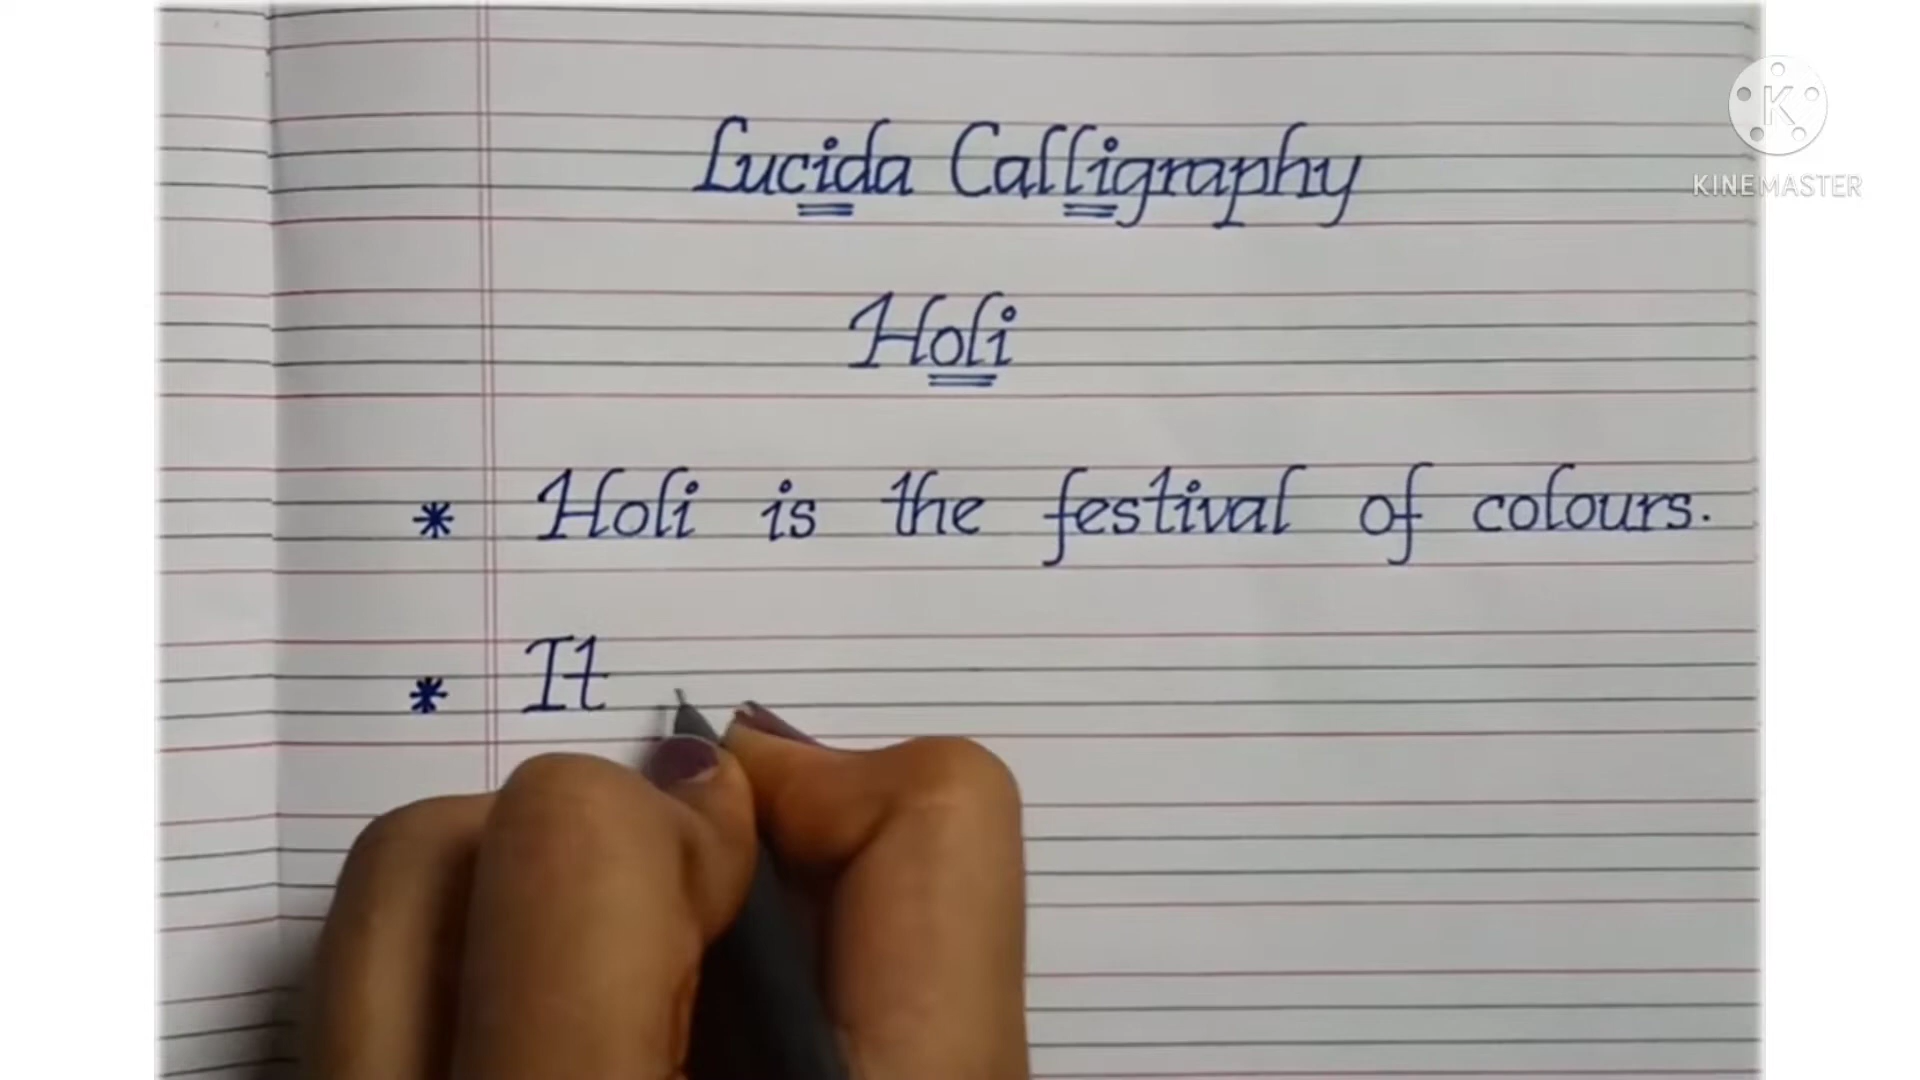 Lucida Calligraphy
KINEMASTER
Holi
* Holi is the festival of colours.
* It